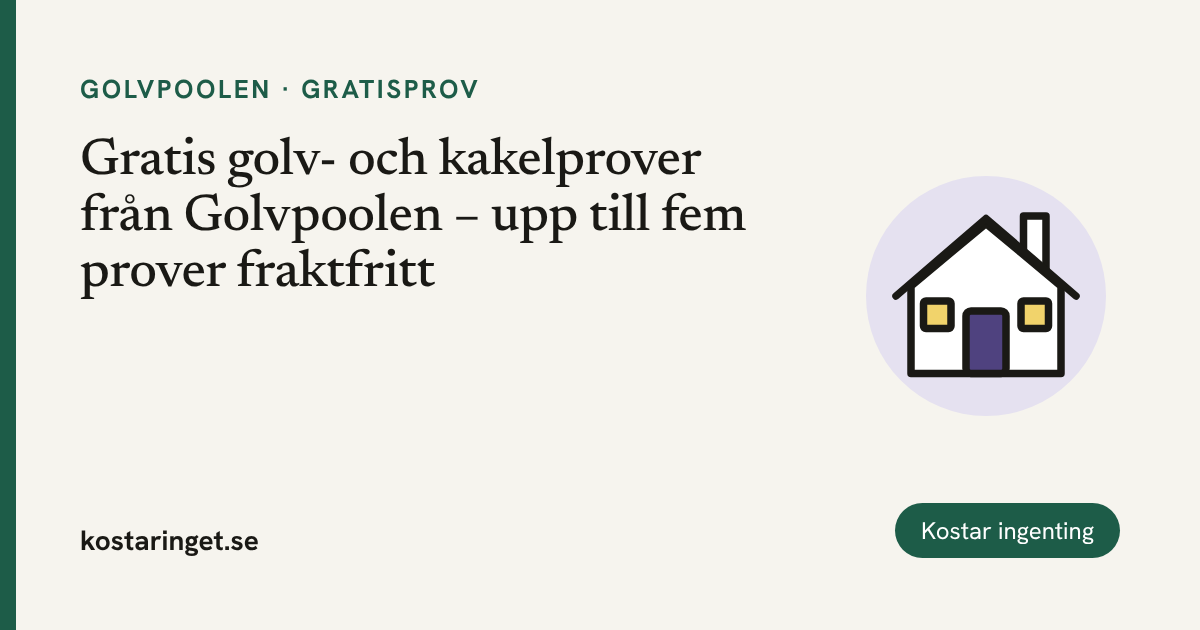 GOLVPOOLEN · GRATISPROV
Gratis golv- och kakelprover
från Golvpoolen – upp till fem
prover fraktfritt
kostaringet.se
Kostar ingenting